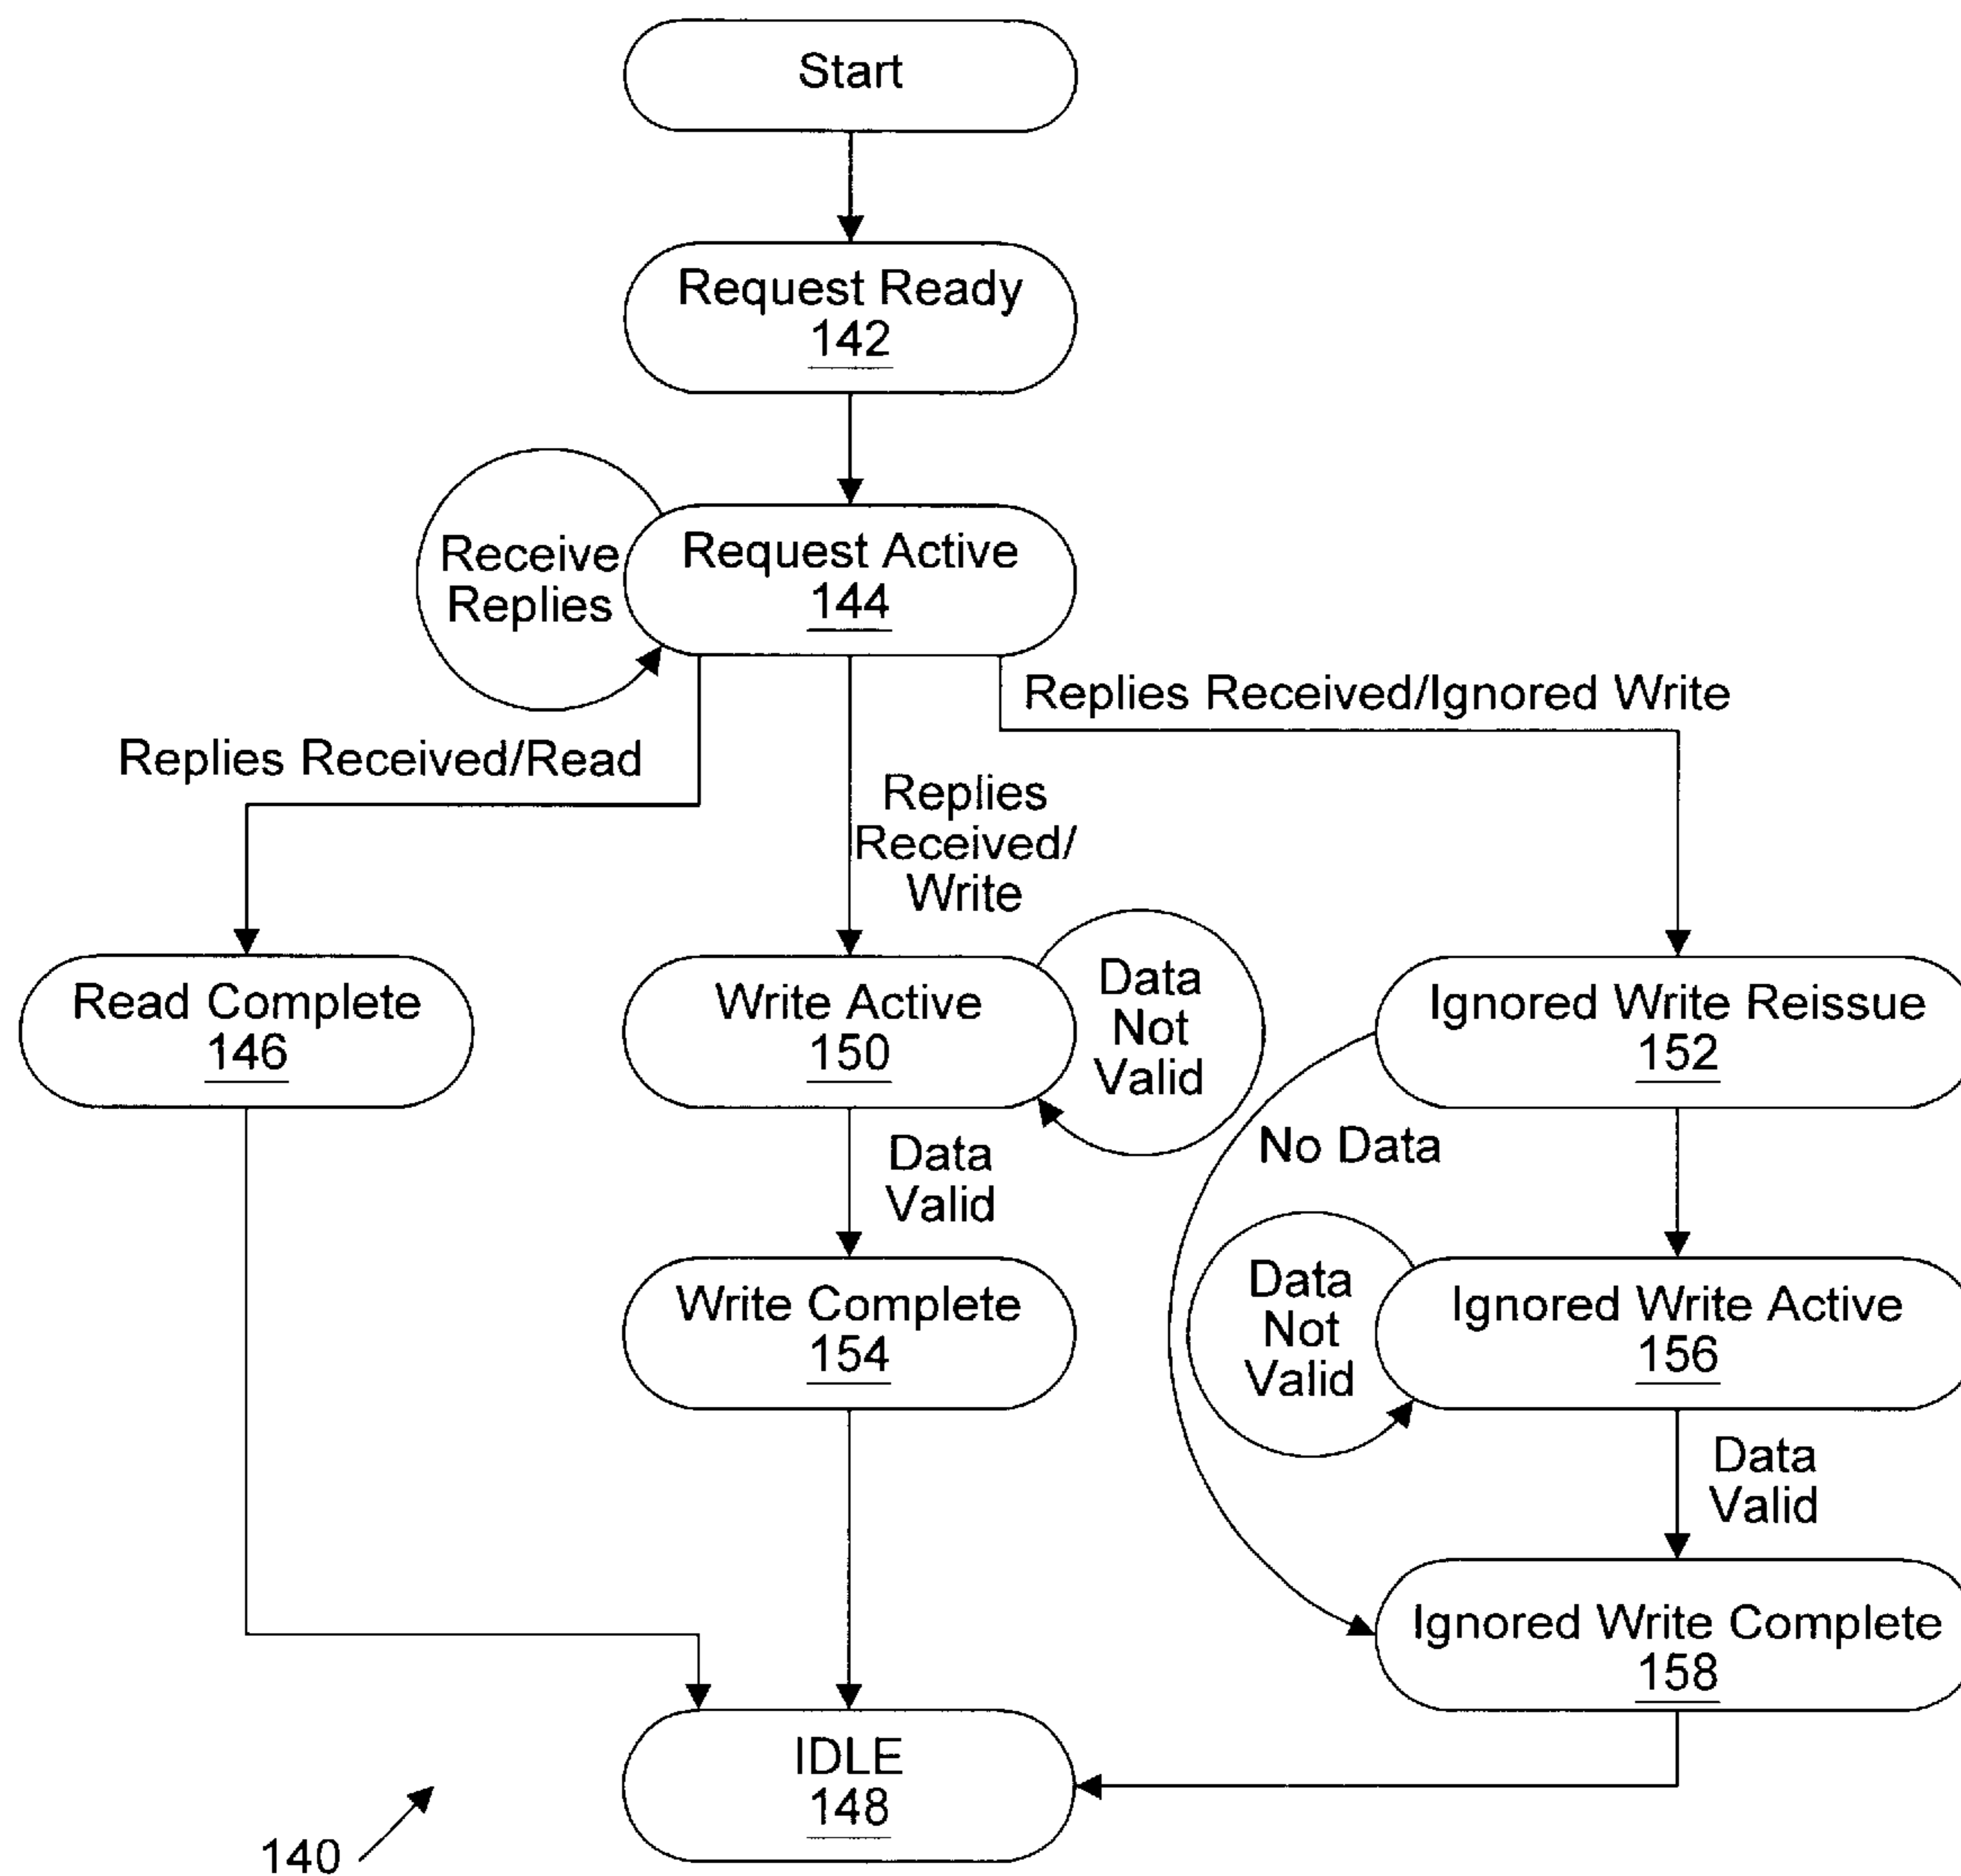 Start
Request Ready
142
Receive
Replies
Request Active
144
Replies Received/Ignored Write
Replies Received/Read
Replies
Received/
Write
Read Complete
146
Write Active
150
Data
Not
Valid
Ignored Write Reissue
152
Data
Valid
No Data
Write Complete
154
Data
Not
Valid
Ignored Write Active
156
Data
Valid
Ignored Write Complete
158
IDLE
148
140